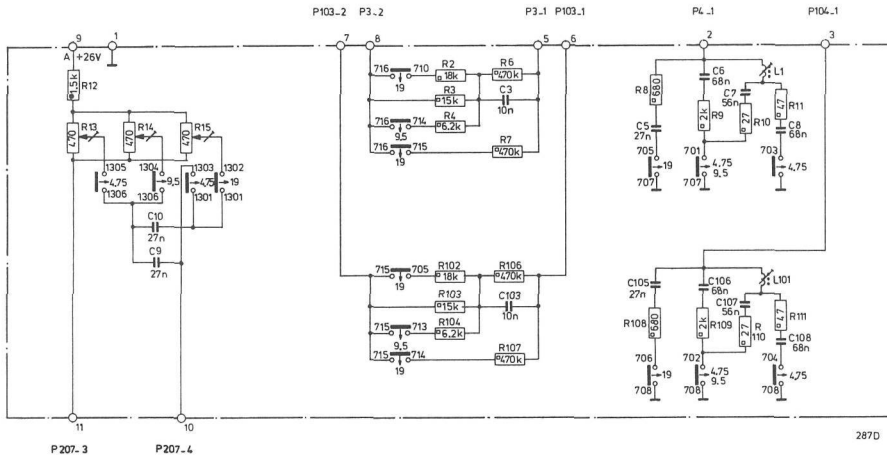 P103-2 P3-2 P3-1 P103-1 P4-1 P104-1
9 1 7 8 5 6 2 3
A +26V
1,5k R12
470 R13 470 R14 470 R15
1305 1304 1303 1302
4.75 9,5 4,75 19
1306 1306 1301 1301
C10
27n
C9
27n
716 710 R2 R6
19 18k 470k
R3 C3
15k 10n
716 714 R4
9,5 6.2k
716 715 R7
19 470k
R8 680 C6 68n L1
C7 56n R11 47
C5 27n 2k R9 27 R10 C8 68n
705 701 703
19 4.75 4,75
9.5
707 707
715 705 R102 R106
19 18k 470k
R103 C103
15k 10n
715 713 R104
9.5 6.2k
715 714 R107
19 470k
C105 27n C106 68n L101
C107 56n 47 R111
R108 680 2k R109 27 R 110 C108 68n
706 702 704
19 4.75 4,75
9.5
708 708 708
11 10
P207-3 P207-4
287D